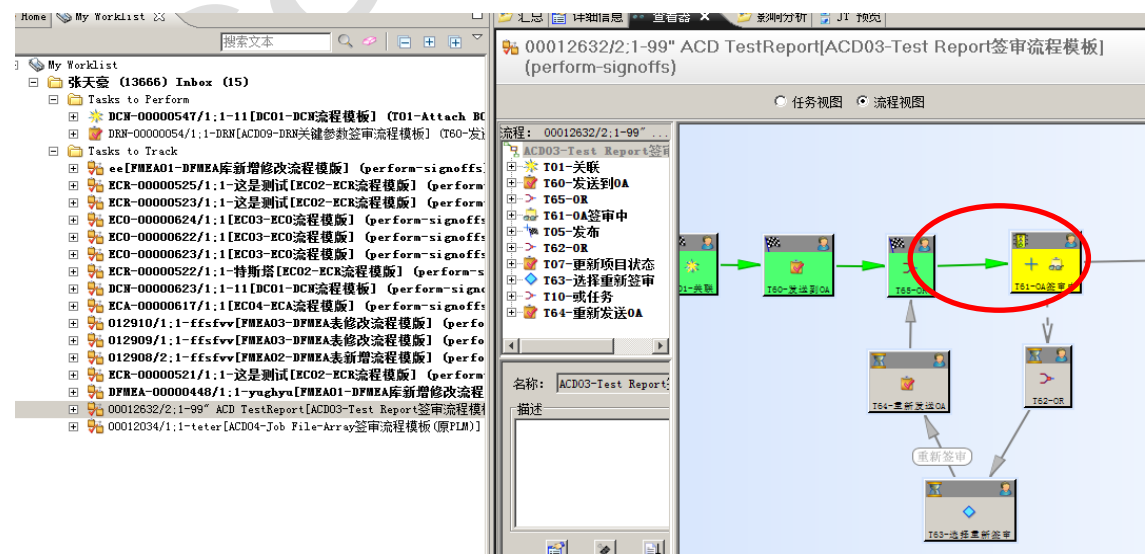 Home My Worklist
汇总 详细信息 查看器 影响分析 JT 预览
搜索文本
My Worklist
张天豪 (13666) Inbox (15)
Tasks to Perform
DCN-00000547/1;1-11[DC01-DCN流程模板] (T01-Attach BO
DRN-00000054/1;1-DRN[ACD09-DRN关键参数签审流程模板] (T60-发送
Tasks to Track
ee[FMEA01-DFMEA库新增修改流程模版] (perform-signoffs)
ECR-00000525/1;1-这是测试[EC02-ECR流程模版] (perform
ECR-00000523/1;1-这是测试[EC02-ECR流程模版] (perform
ECO-00000624/1;1[EC03-ECO流程模版] (perform-signoffs
ECO-00000622/1;1[EC03-ECO流程模版] (perform-signoffs
ECO-00000623/1;1[EC03-ECO流程模版] (perform-signoffs
ECR-00000522/1;1-特斯塔[EC02-ECR流程模版] (perform-s
DCN-00000623/1;1-11[DC01-DCN流程模板] (perform-signo
ECA-00000617/1;1[EC04-ECA流程模版] (perform-signoffs
012910/1;1-ffsfvv[FMEA03-DFMEA表修改流程模版] (perfo
012909/1;1-ffsfvv[FMEA03-DFMEA表修改流程模版] (perfo
012908/2;1-ffsfvv[FMEA02-DFMEA表新增流程模版] (perfo
ECR-00000521/1;1-这是测试[EC02-ECR流程模版] (perform
DFMEA-00000448/1;1-yughyu[FMEA01-DFMEA库新增修改流程
00012632/2;1-99" ACD TestReport[ACD03-Test Report签审流程模板
00012034/1;1-teter[ACD04-Job File-Array签审流程模板(原PLM)]
00012632/2;1-99" ACD TestReport[ACD03-Test Report签审流程模板]
(perform-signoffs)
任务视图 流程视图
流程: 00012632/2;1-99" ...
ACD03-Test Report签审
T01-关联
T60-发送到OA
T65-OR
T61-OA签审中
T05-发布
T62-OR
T07-更新项目状态
T63-选择重新签审
T10-或任务
T64-重新发送OA
名称: ACD03-Test Report
描述
01-关联
T60-发送到OA
T65-OR
T61-OA签审中
T64-重新发送OA
T62-OR
重新签审
T63-选择重新签审